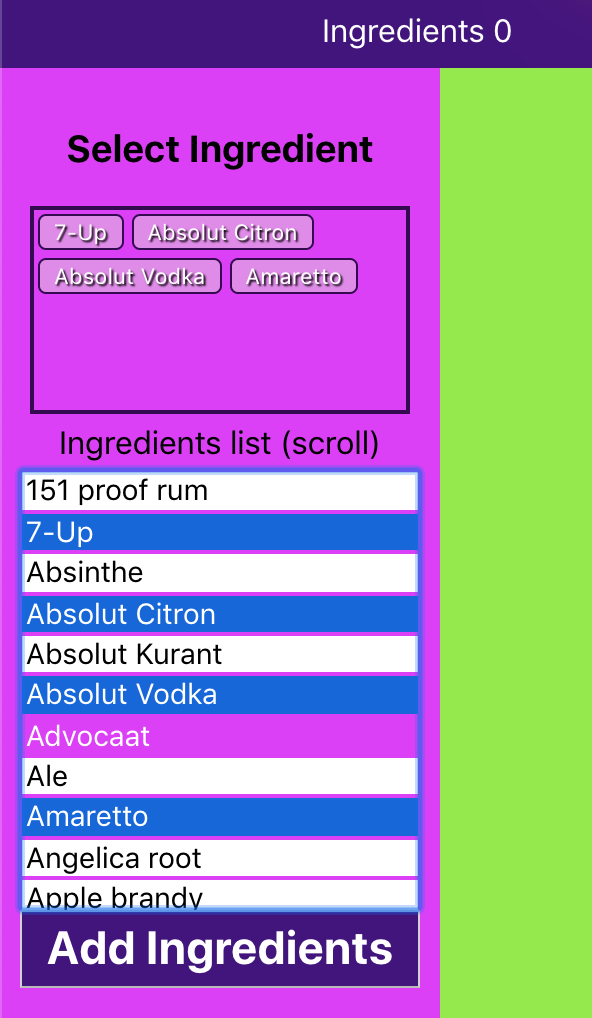 Ingredients 0
Select Ingredient
7-Up Absolut Citron
Absolut Vodka Amaretto
Ingredients list (scroll)
151 proof rum
7-Up
Absinthe
Absolut Citron
Absolut Kurant
Absolut Vodka
Advocaat
Ale
Amaretto
Angelica root
Apple brandy
Add Ingredients